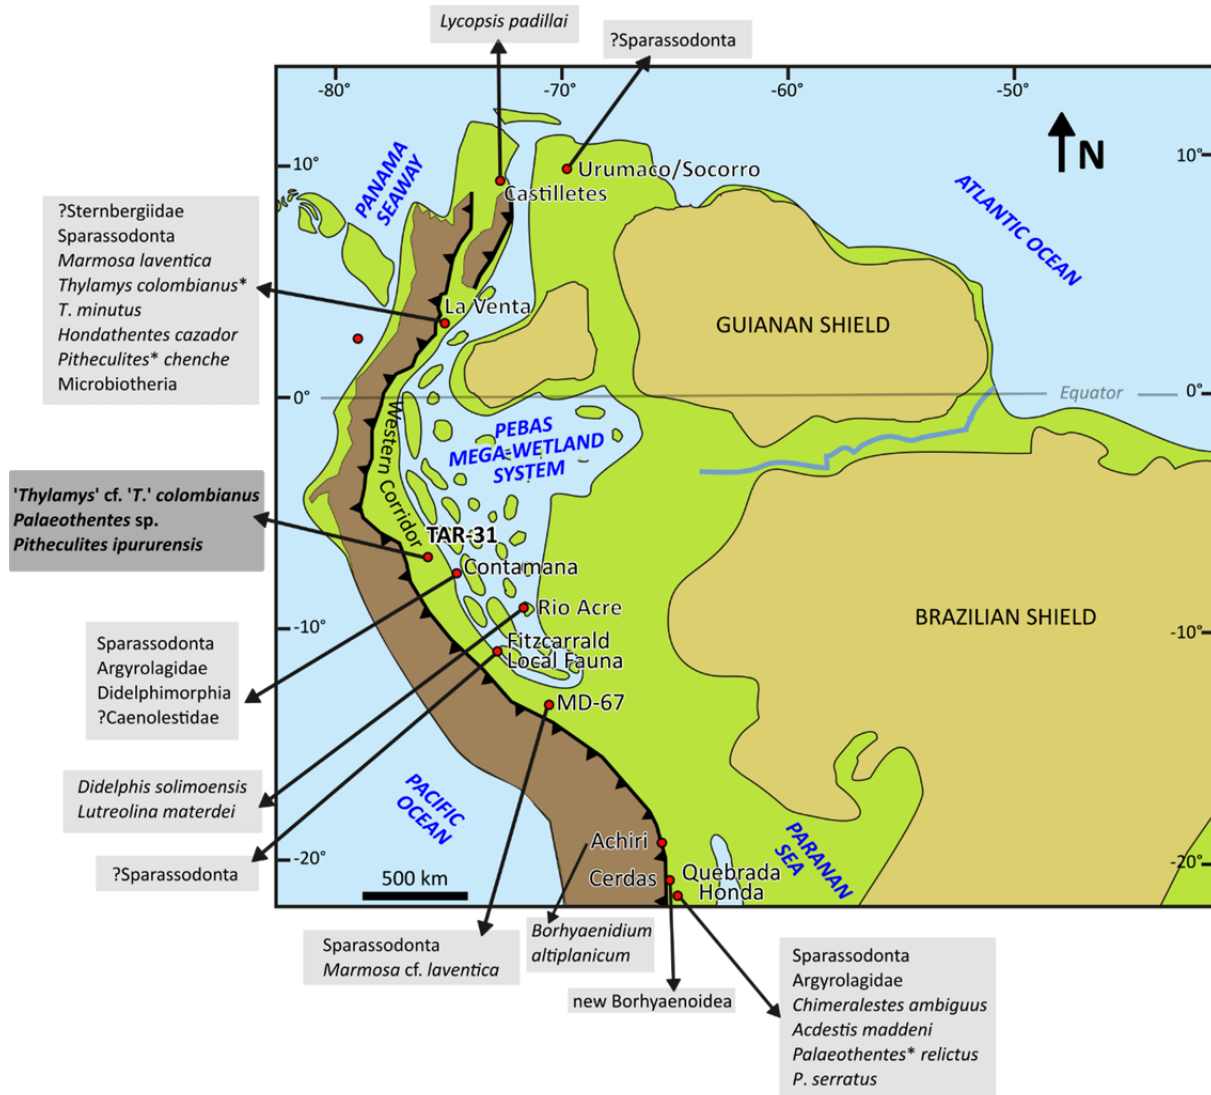 Lycopsis padillai
?Sparassodonta
-80°
-70°
-60°
-50°
10°
10°
N
PANAMA
SEAWAY
ATLANTIC OCEAN
Urumaco/Socorro
Castilletes
?Sternbergiidae
Sparassodonta
Marmosa laventica
Thylamys colombianus*
T. minutus
Hondathentes cazador
Pitheculites* chenche
Microbiotheria
La Venta
GUIANAN SHIELD
0°
Equator
0°
Western Corridor
PEBAS
MEGA-WETLAND
SYSTEM
'Thylamys' cf. 'T.' colombianus
Palaeothentes sp.
Pitheculites ipururensis
TAR-31
Contamana
Rio Acre
BRAZILIAN SHIELD
-10°
-10°
Fitzcarrald
Local Fauna
Sparassodonta
Argyrolagidae
Didelphimorphia
?Caenolestidae
MD-67
Didelphis solimoensis
Lutreolina materdei
PACIFIC
OCEAN
PARANAN
SEA
?Sparassodonta
-20°
-20°
Achiri
Cerdas
Quebrada
Honda
500 km
Sparassodonta
Marmosa cf. laventica
Borhyaenidium
altiplanicum
new Borhyaenoidea
Sparassodonta
Argyrolagidae
Chimeralestes ambiguus
Acdestis maddeni
Palaeothentes* relictus
P. serratus